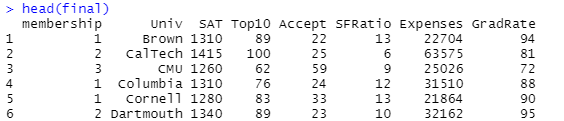 > head(final)
membership Univ SAT Top10 Accept SFRatio Expenses GradRate
1 1 Brown 1310 89 22 13 22704 94
2 2 CalTech 1415 100 25 6 63575 81
3 3 CMU 1260 62 59 9 25026 72
4 1 Columbia 1310 76 24 12 31510 88
5 1 Cornell 1280 83 33 13 21864 90
6 2 Dartmouth 1340 89 23 10 32162 95